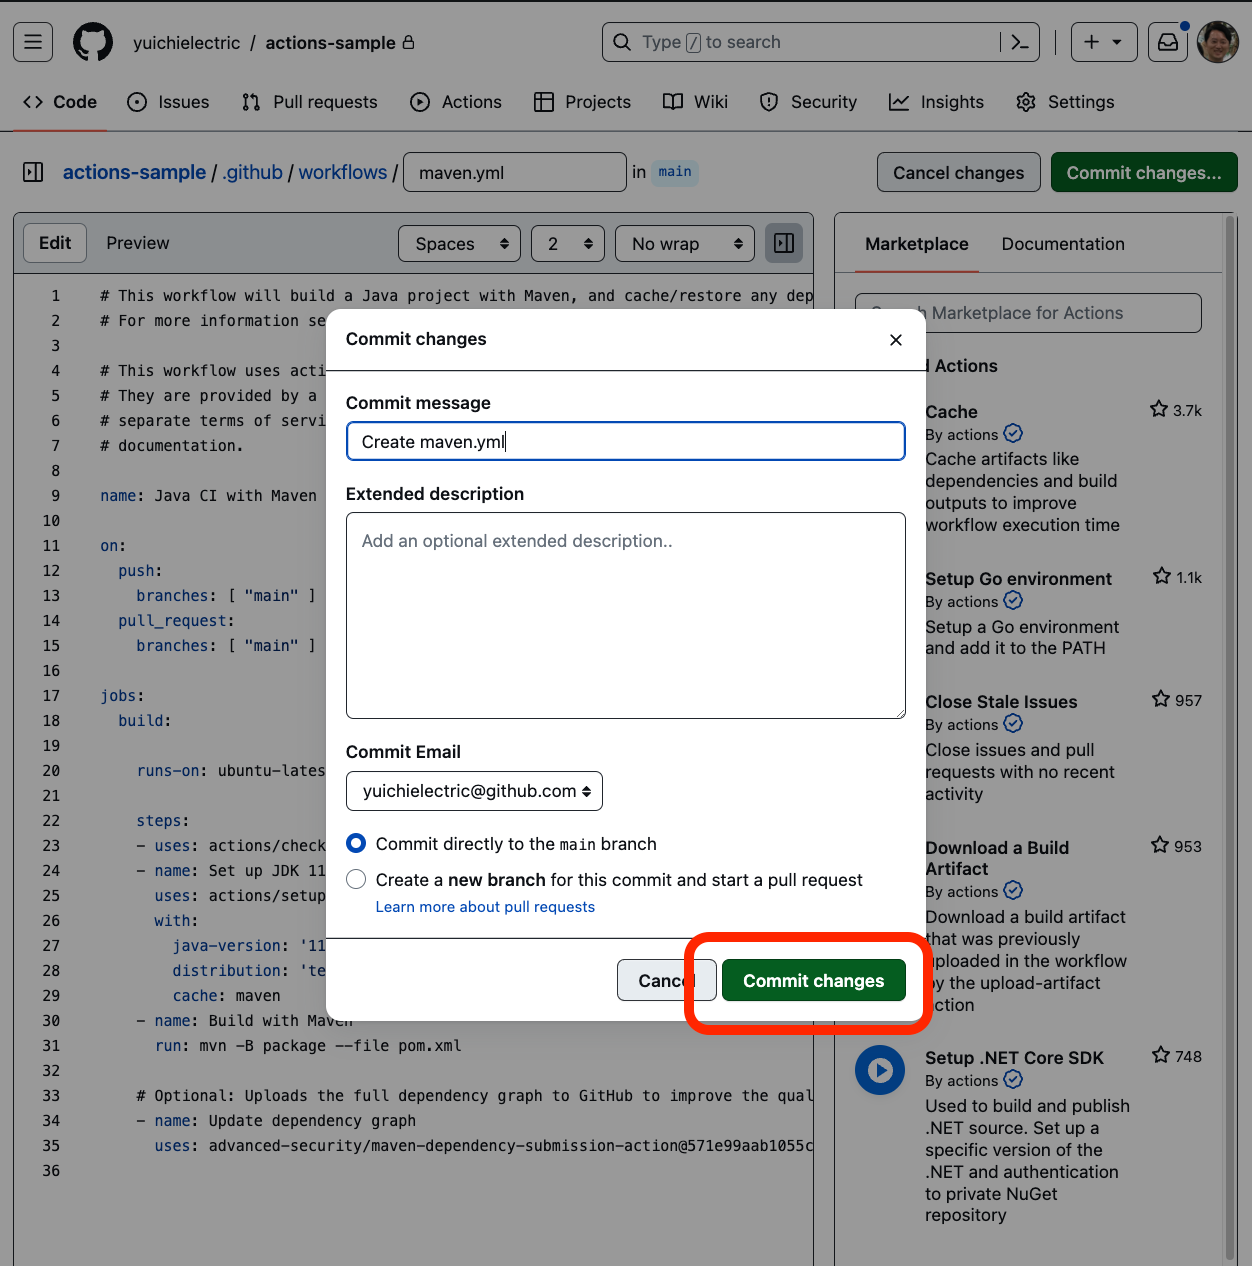 yuichielectric / actions-sample
Type / to search
Code
Issues
Pull requests
Actions
Projects
Wiki
Security
Insights
Settings
actions-sample / .github / workflows / maven.yml in main
Cancel changes
Commit changes...
Edit
Preview
Spaces
2
No wrap
1 # This workflow will build a Java project with Maven, and cache/restore any dep
2 # For more information se
3
4 # This workflow uses acti
5 # They are provided by a
6 # separate terms of servi
7 # documentation.
8
9 name: Java CI with Maven
10
11 on:
12 push:
13 branches: [ "main" ]
14 pull_request:
15 branches: [ "main" ]
16
17 jobs:
18 build:
19
20 runs-on: ubuntu-lates
21
22 steps:
23 - uses: actions/check
24 - name: Set up JDK 11
25 uses: actions/setup
26 with:
27 java-version: '11
28 distribution: 'te
29 cache: maven
30 - name: Build with Maven
31 run: mvn -B package --file pom.xml
32
33 # Optional: Uploads the full dependency graph to GitHub to improve the qual
34 - name: Update dependency graph
35 uses: advanced-security/maven-dependency-submission-action@571e99aab1055c
36
Commit changes
Commit message
Create maven.yml
Extended description
Add an optional extended description..
Commit Email
yuichielectric@github.com
Commit directly to the main branch
Create a new branch for this commit and start a pull request
Learn more about pull requests
Cancel
Commit changes
Marketplace
Documentation
Marketplace for Actions
Actions
Cache
3.7k
By actions
Cache artifacts like
dependencies and build
outputs to improve
workflow execution time
Setup Go environment
1.1k
By actions
Setup a Go environment
and add it to the PATH
Close Stale Issues
957
By actions
Close issues and pull
requests with no recent
activity
Download a Build
Artifact
953
By actions
Download a build artifact
that was previously
uploaded in the workflow
by the upload-artifact
action
Setup .NET Core SDK
748
By actions
Used to build and publish
.NET source. Set up a
specific version of the
.NET and authentication
to private NuGet
repository